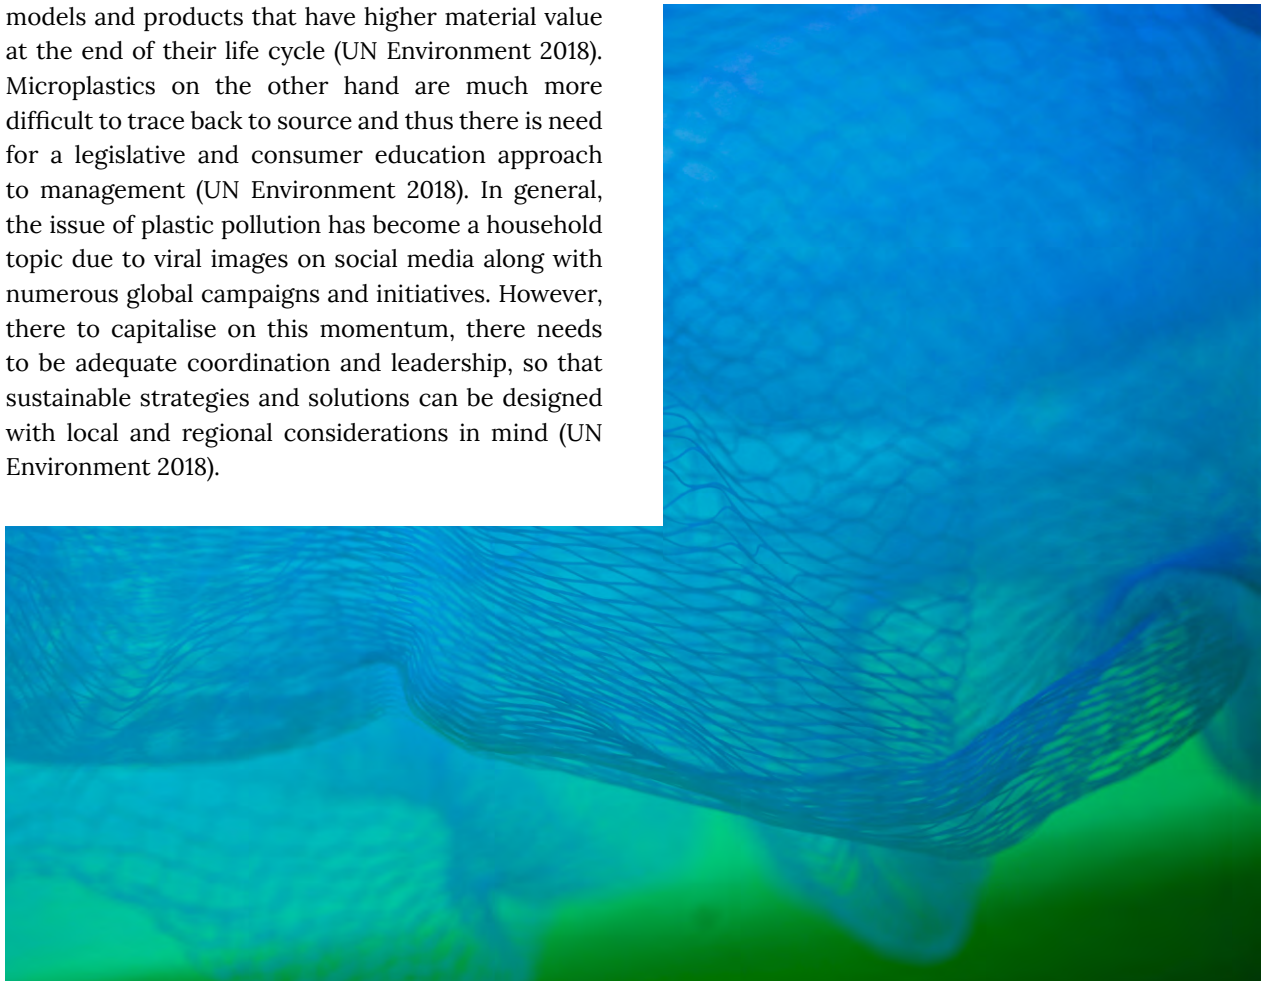 models and products that have higher material value
at the end of their life cycle (UN Environment 2018).
Microplastics on the other hand are much more
difficult to trace back to source and thus there is need
for a legislative and consumer education approach
to management (UN Environment 2018). In general,
the issue of plastic pollution has become a household
topic due to viral images on social media along with
numerous global campaigns and initiatives. However,
there to capitalise on this momentum, there needs
to be adequate coordination and leadership, so that
sustainable strategies and solutions can be designed
with local and regional considerations in mind (UN
Environment 2018).